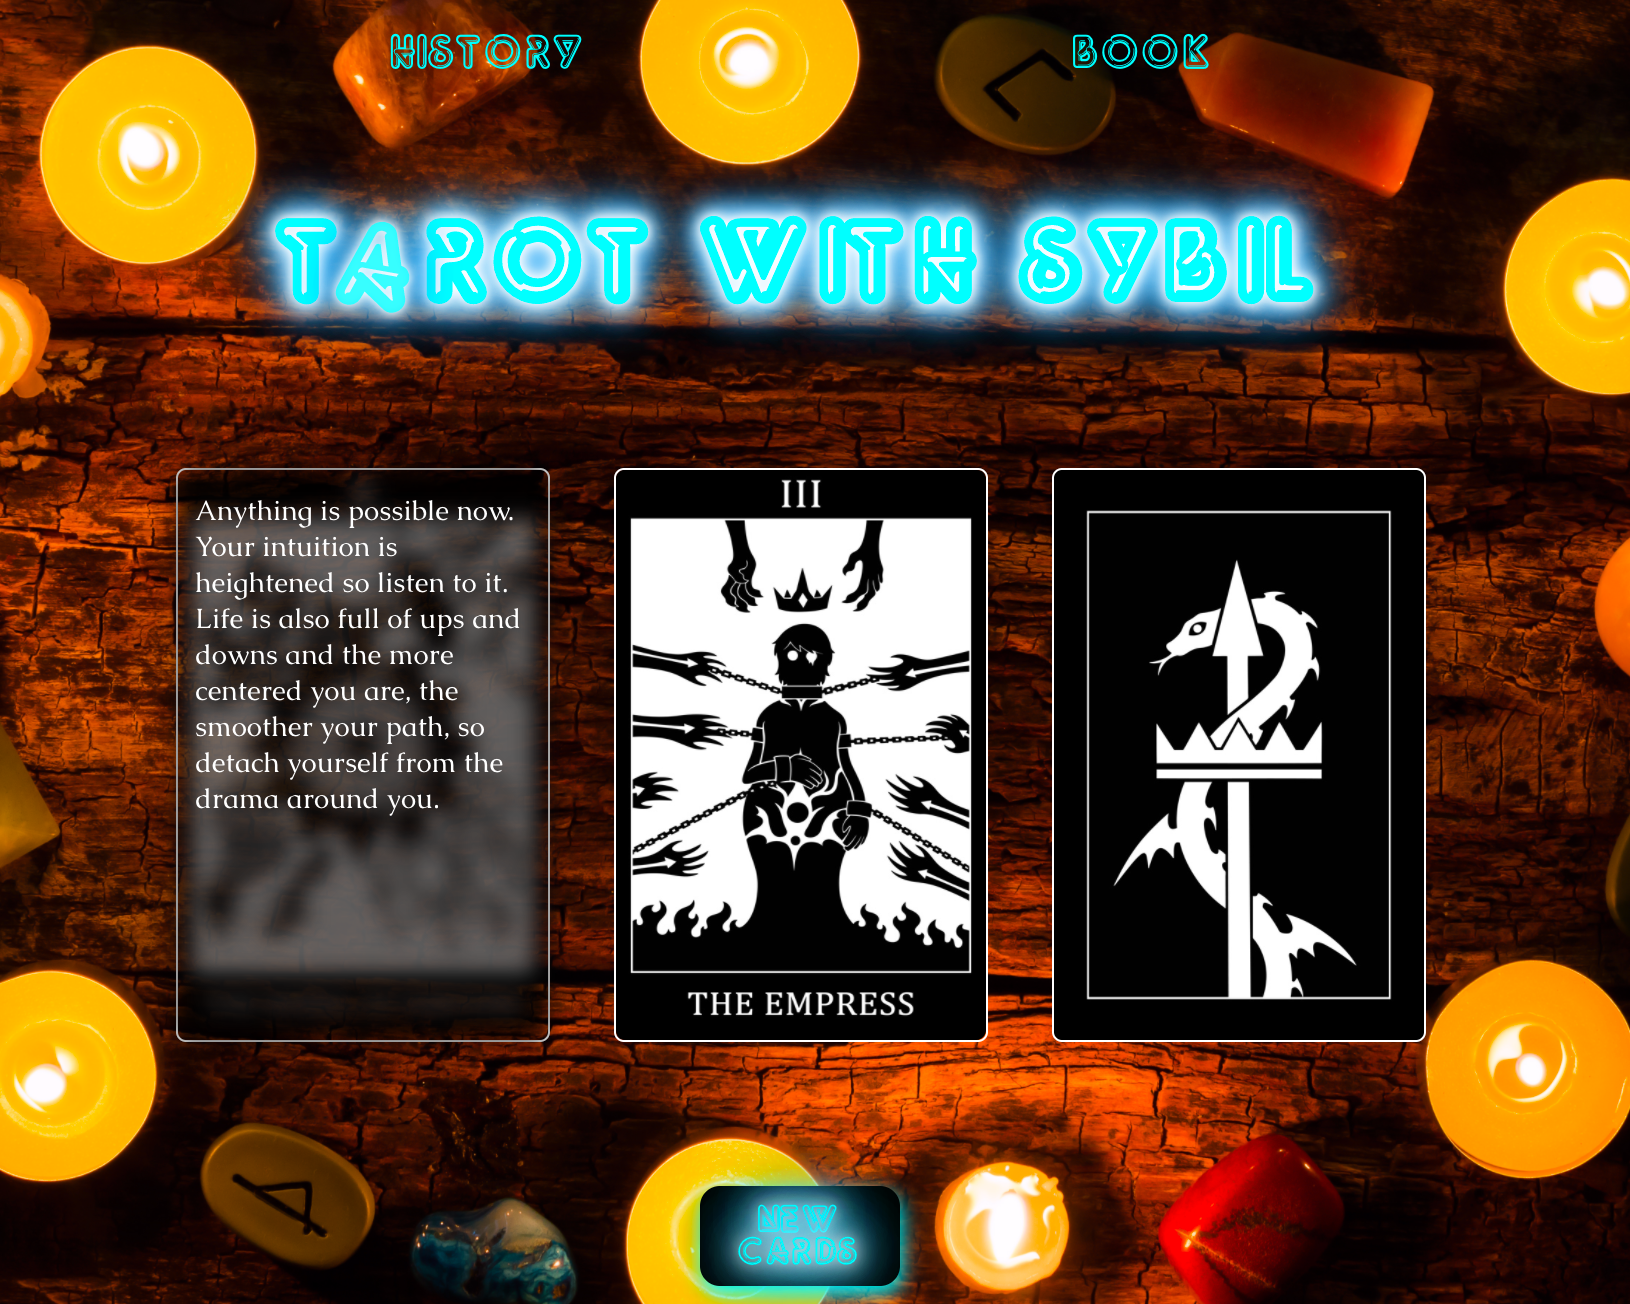 HISTORY
BOOK
TAROT WITH SYBIL
Anything is possible now.
Your intuition is
heightened so listen to it.
Life is also full of ups and
downs and the more
centered you are, the
smoother your path, so
detach yourself from the
drama around you.
III
THE EMPRESS
NEW
CARDS